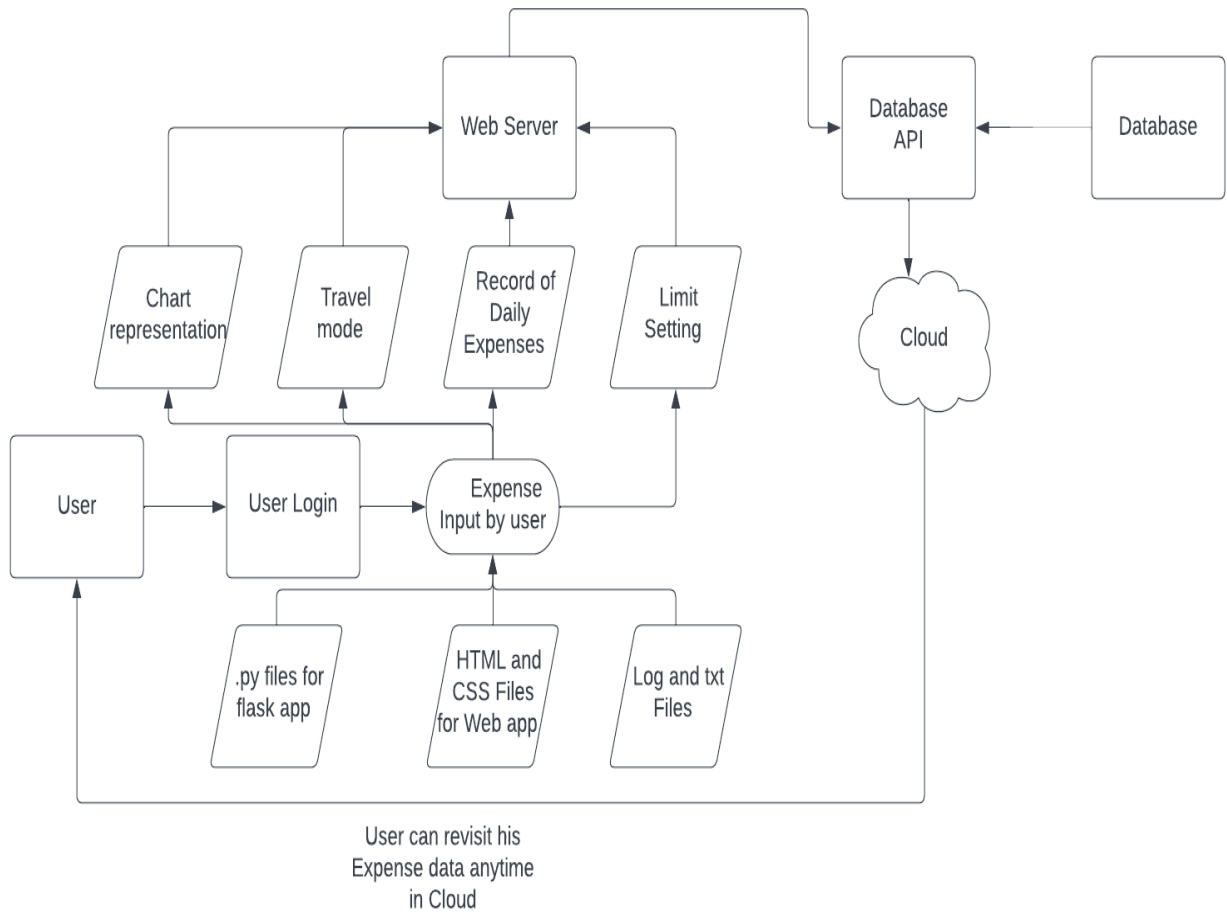 Web Server
Database
API
Database
Chart
representation
Travel
mode
Record of
Daily
Expenses
Limit
Setting
Cloud
User
User Login
Expense
Input by user
.py files for
flask app
HTML and
CSS Files
for Web app
Log and txt
Files
User can revisit his
Expense data anytime
in Cloud